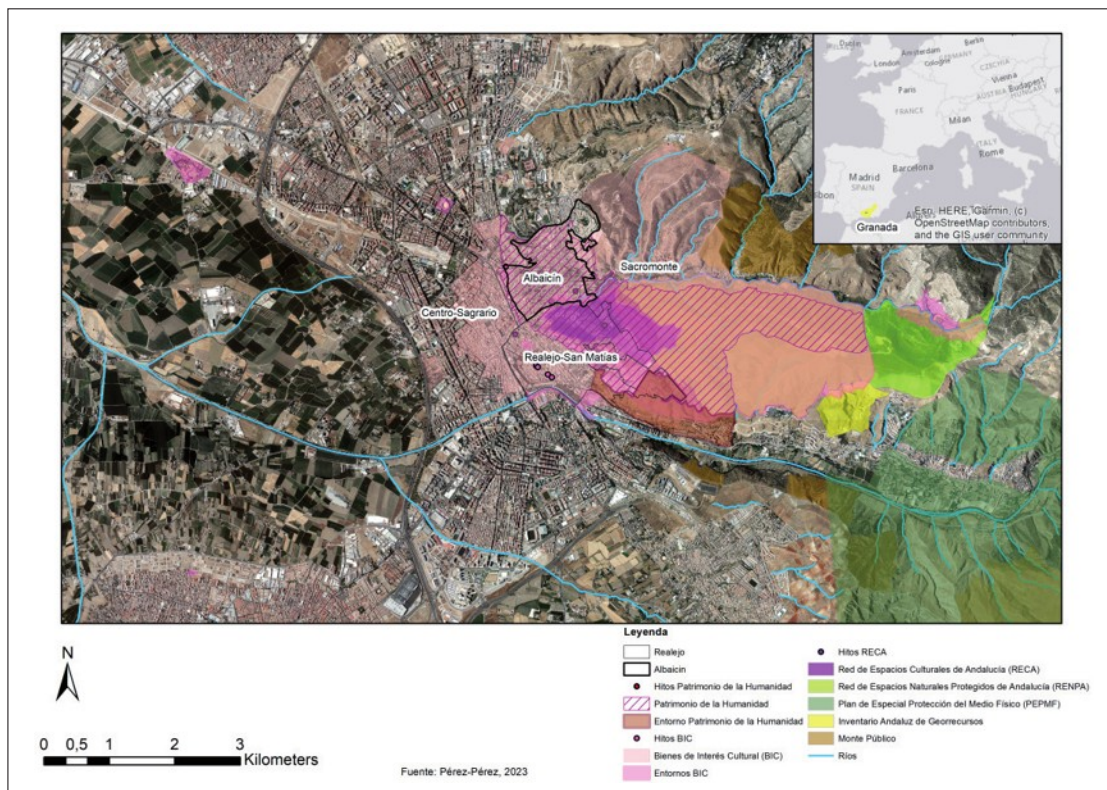 Dublin
Amsterdam
Berlin
London
Cologne
GERMANY
Paris
CZECHIA
Vienna
AUSTRIA
Budapest
HUNGARY
FRANCE
Milan
ITALY
Rome
Barcelona
Madrid
SPAIN
Granada
Esri, HERE, Garmin, (c)
OpenStreetMap contributors,
and the GIS user community
Sacromonte
Albaicín
Centro-Sagrario
Realejo-San Matías
N
0 0,5 1 2 3
Kilometers
Fuente: Pérez-Pérez, 2023
Leyenda
Realejo
Albaicin
Hitos Patrimonio de la Humanidad
Patrimonio de la Humanidad
Entorno Patrimonio de la Humanidad
Hitos BIC
Bienes de Interés Cultural (BIC)
Entornos BIC
Hitos RECA
Red de Espacios Culturales de Andalucía (RECA)
Red de Espacios Naturales Protegidos de Andalucía (RENPA)
Plan de Especial Protección del Medio Físico (PEPMF)
Inventario Andaluz de Georrecursos
Monte Público
Ríos